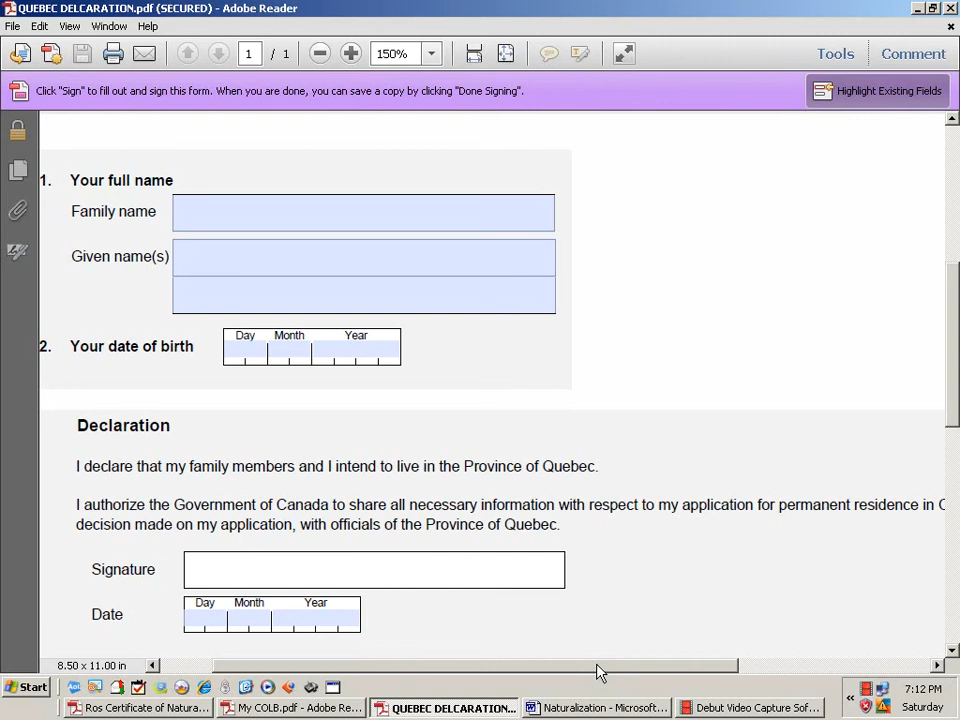 QUEBEC DELCARATION.pdf (SECURED) - Adobe Reader
File Edit View Window Help
1 / 1 150% Tools Comment
Click "Sign" to fill out and sign this form. When you are done, you can save a copy by clicking "Done Signing".
Highlight Existing Fields
1. Your full name
Family name
Given name(s)
Day Month Year
2. Your date of birth
Declaration
I declare that my family members and I intend to live in the Province of Quebec.
I authorize the Government of Canada to share all necessary information with respect to my application for permanent residence in
decision made on my application, with officials of the Province of Quebec.
Signature
Day Month Year
Date
8.50 x 11.00 in
Start 7:12 PM
Ros Certificate of Natura... My COLB.pdf - Adobe Re... QUEBEC DECLARATION... Naturalization - Microsoft... Debut Video Capture Sof... Saturday